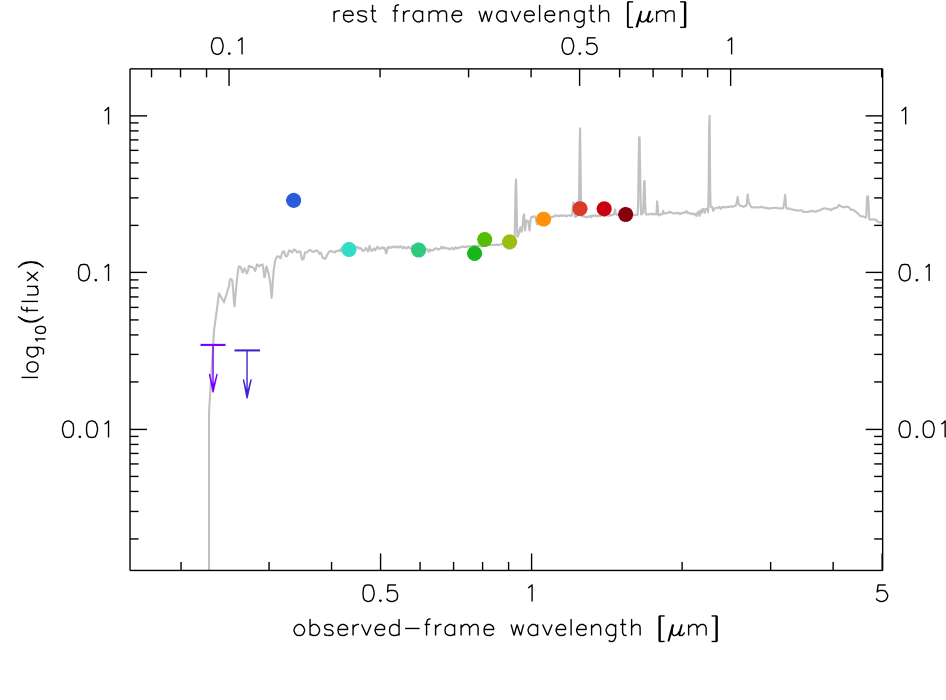 rest frame wavelength [μm]
0.1 0.5 1
1 1
0.1 0.1
log10(flux)
0.01 0.01
0.5 1 5
observed-frame wavelength [μm]